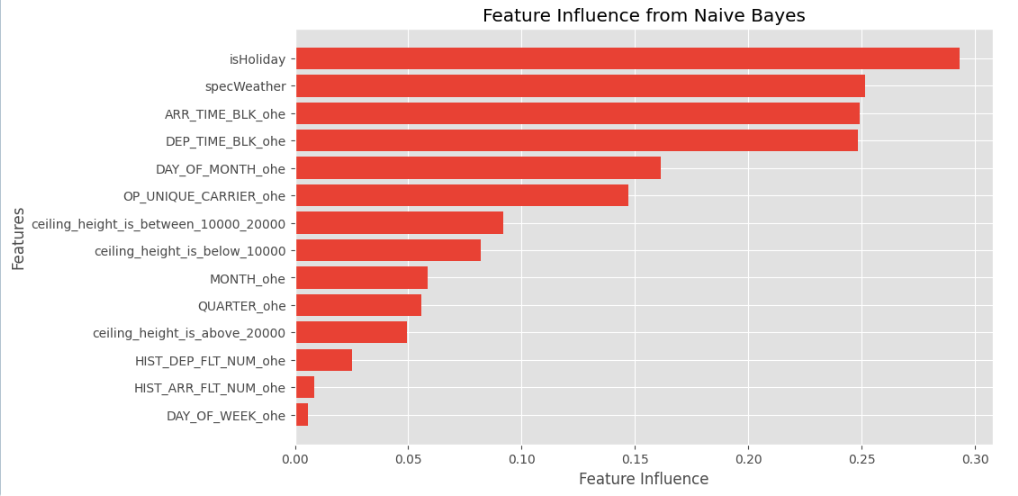 Feature Influence from Naive Bayes
isHoliday
specWeather
ARR_TIME_BLK_ohe
DEP_TIME_BLK_ohe
DAY_OF_MONTH_ohe
OP_UNIQUE_CARRIER_ohe
ceiling_height_is_between_10000_20000
ceiling_height_is_below_10000
MONTH_ohe
QUARTER_ohe
ceiling_height_is_above_20000
HIST_DEP_FLT_NUM_ohe
HIST_ARR_FLT_NUM_ohe
DAY_OF_WEEK_ohe
Features
0.00 0.05 0.10 0.15 0.20 0.25 0.30
Feature Influence